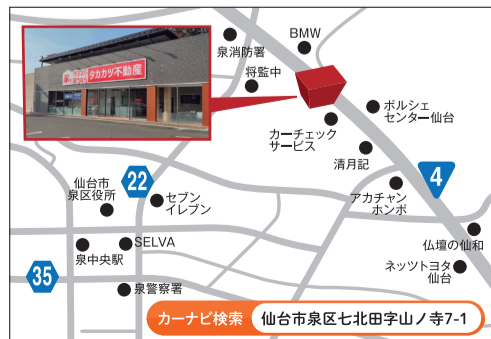 BMW
泉消防署
将監中
タカカツ不動産
ポルシェ
センター仙台
カーチェック
サービス
清月記
4
アカチャン
ホンポ
仙台市
泉区役所
22
セブン
イレブン
仏壇の仙和
泉中央駅
SELVA
ネッツトヨタ
仙台
35
泉警察署
カーナビ検索
仙台市泉区七北田字山ノ寺7-1